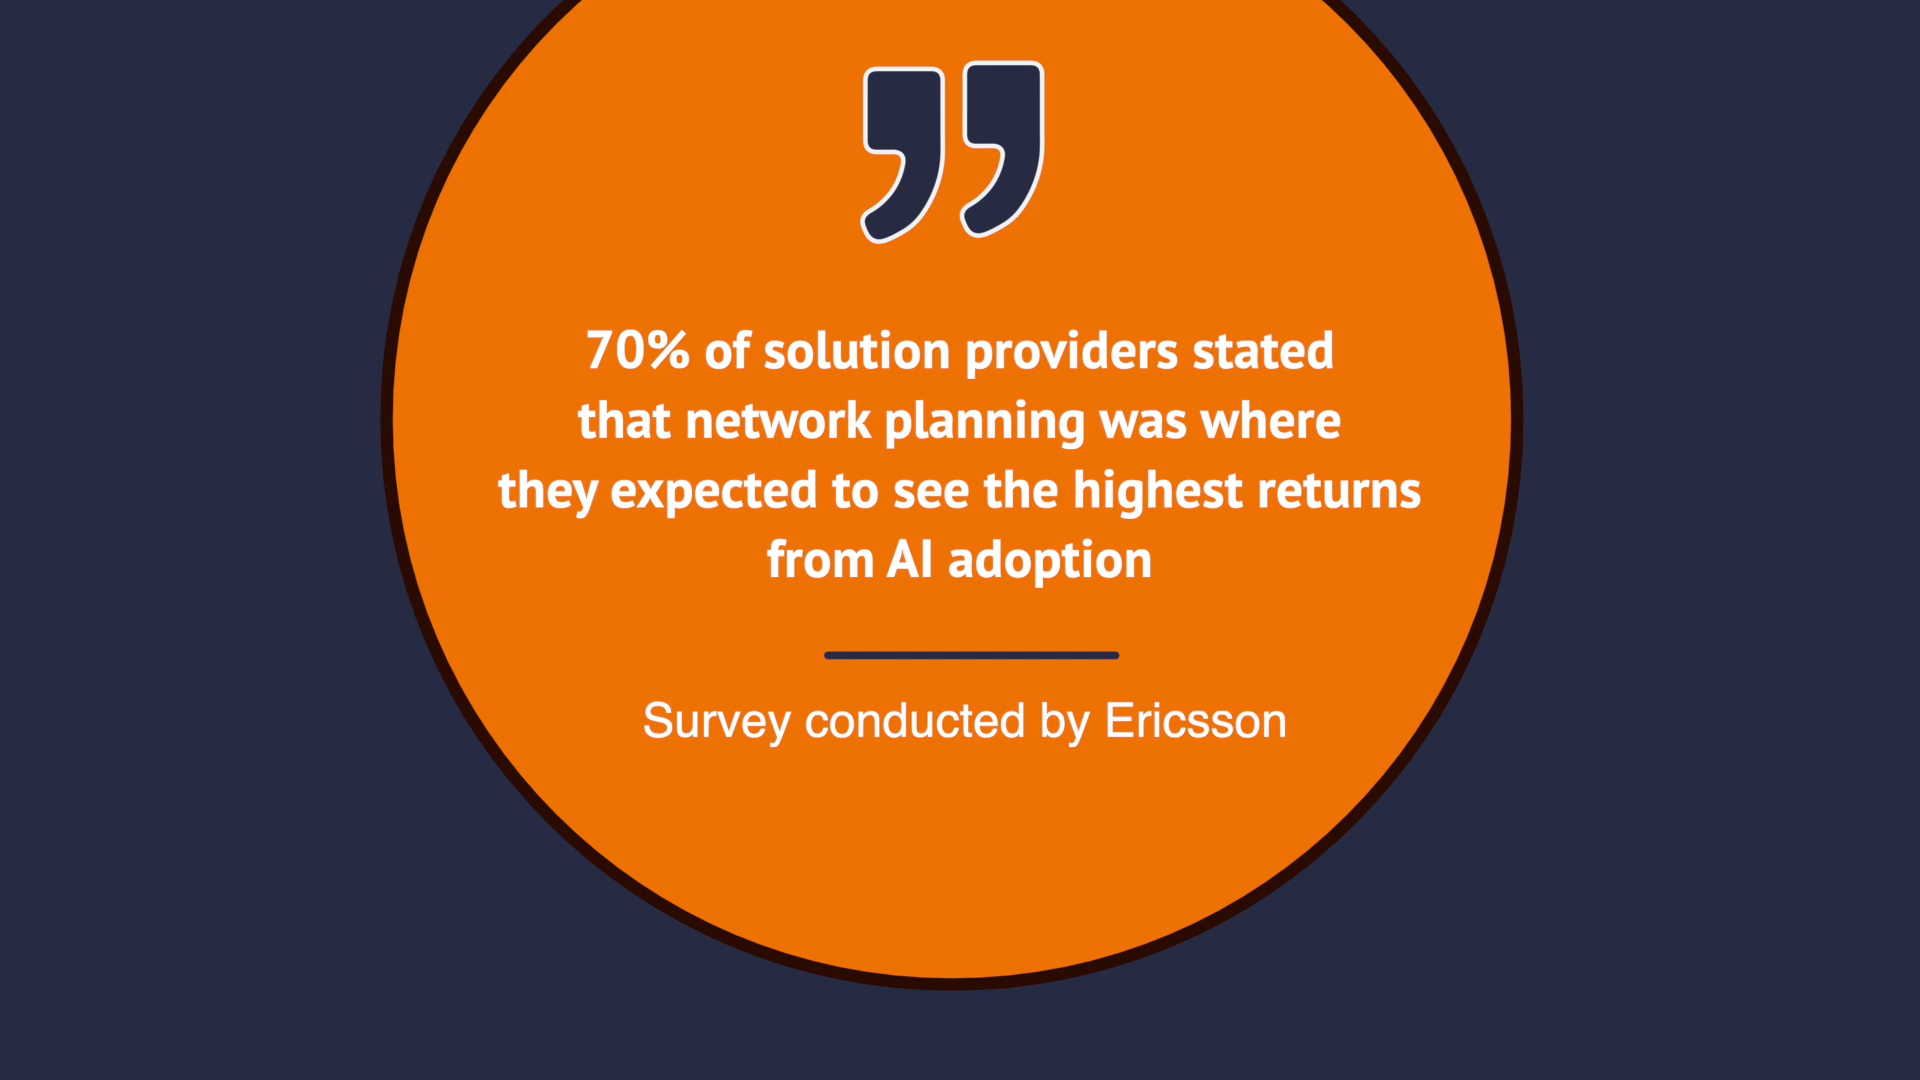 70% of solution providers stated
that network planning was where
they expected to see the highest returns
from AI adoption
Survey conducted by Ericsson